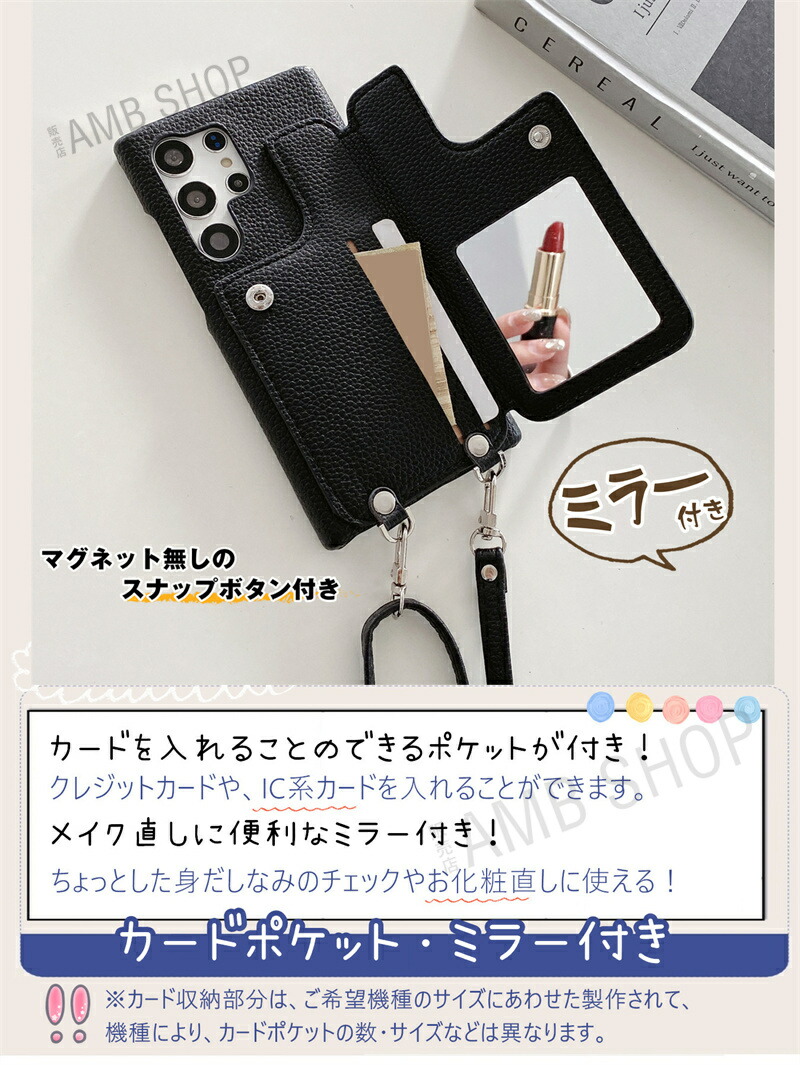 AMB SHOP
販売店
CEREAL
I just
I just want to
ミラー
付き
マグネット無しの
スナップボタン付き
カードを入れることのできるポケットが付き！
クレジットカードや、IC系カードを入れることができます。
メイク直しに便利なミラー付き！
ちょっとした身だしなみのチェックやお化粧直しに使える！
AMB SHOP
販売店
カードポケット・ミラー付き
※カード収納部分は、ご希望機種のサイズにあわせた製作されて、
機種により、カードポケットの数・サイズなどは異なります。